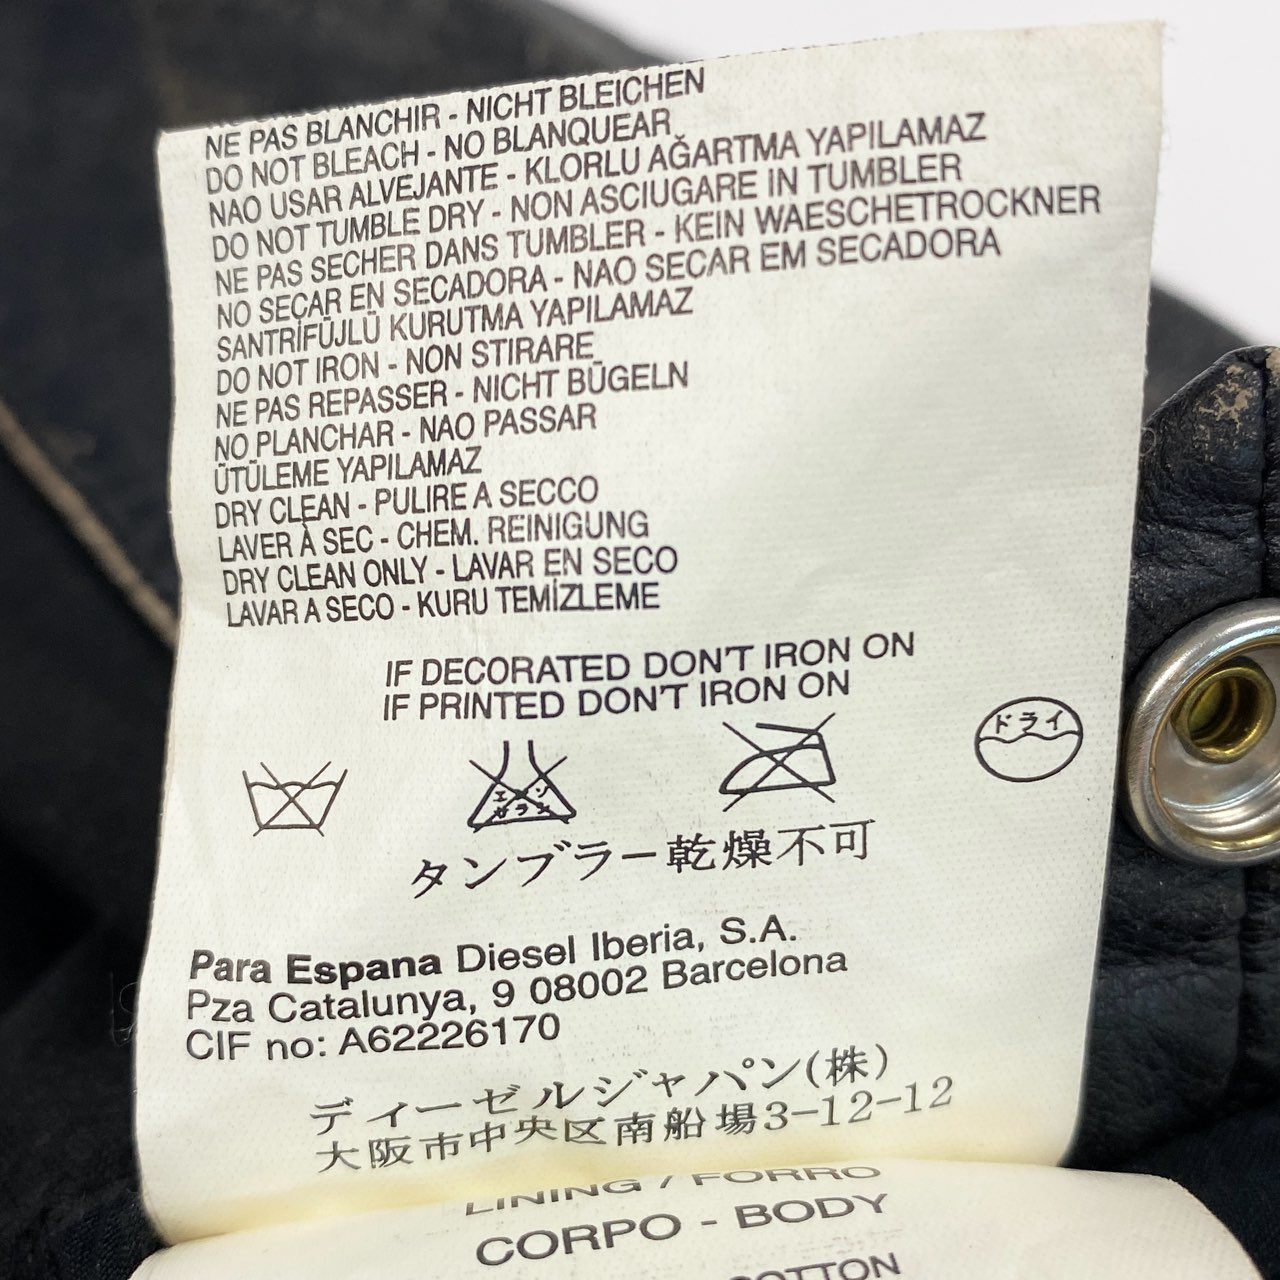 NE PAS BLANCHIR - NICHT BLEICHEN
DO NOT BLEACH - NO BLANQUEAR
NAO USAR ALVEJANTE - KLORLU AĞARTMA YAPILAMAZ
DO NOT TUMBLE DRY - NON ASCIUGARE IN TUMBLER
NE PAS SECHER DANS TUMBLER - KEIN WAESCHETROCKNER
NO SECAR EN SECADORA - NAO SECAR EM SECADORA
SANTRİFÜJLÜ KURUTMA YAPILAMAZ
DO NOT IRON - NON STIRARE
NE PAS REPASSER - NICHT BÜGELN
NO PLANCHAR - NAO PASSAR
ÜTÜLEME YAPILAMAZ
DRY CLEAN - PULIRE A SECCO
LAVER À SEC - CHEM. REINIGUNG
DRY CLEAN ONLY - LAVAR EN SECO
LAVAR A SECO - KURU TEMİZLEME
IF DECORATED DON'T IRON ON
IF PRINTED DON'T IRON ON
エンソ
サラシ
ドライ
タンブラー乾燥不可
Para Espana Diesel Iberia, S.A.
Pza Catalunya, 9 08002 Barcelona
CIF no: A62226170
ディーゼルジャパン(株)
大阪市中央区南船場3-12-12
LINING / FORRO
CORPO - BODY
COTTON